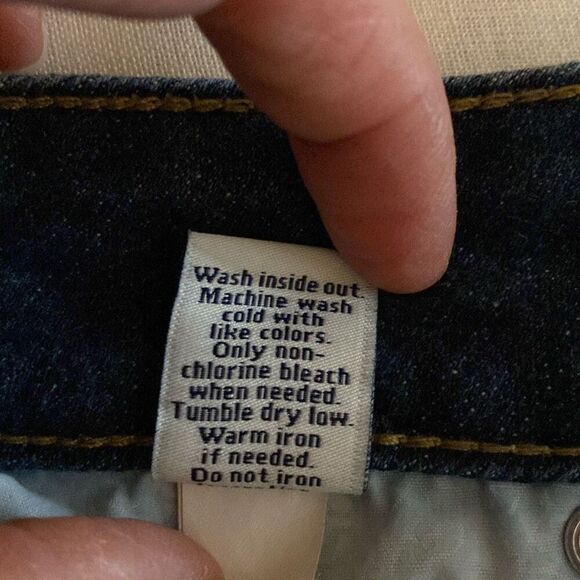 Wash inside out.
Machine wash
cold with
like colors.
Only non-
chlorine bleach
when needed.
Tumble dry low.
Warm iron
if needed.
Do not iron